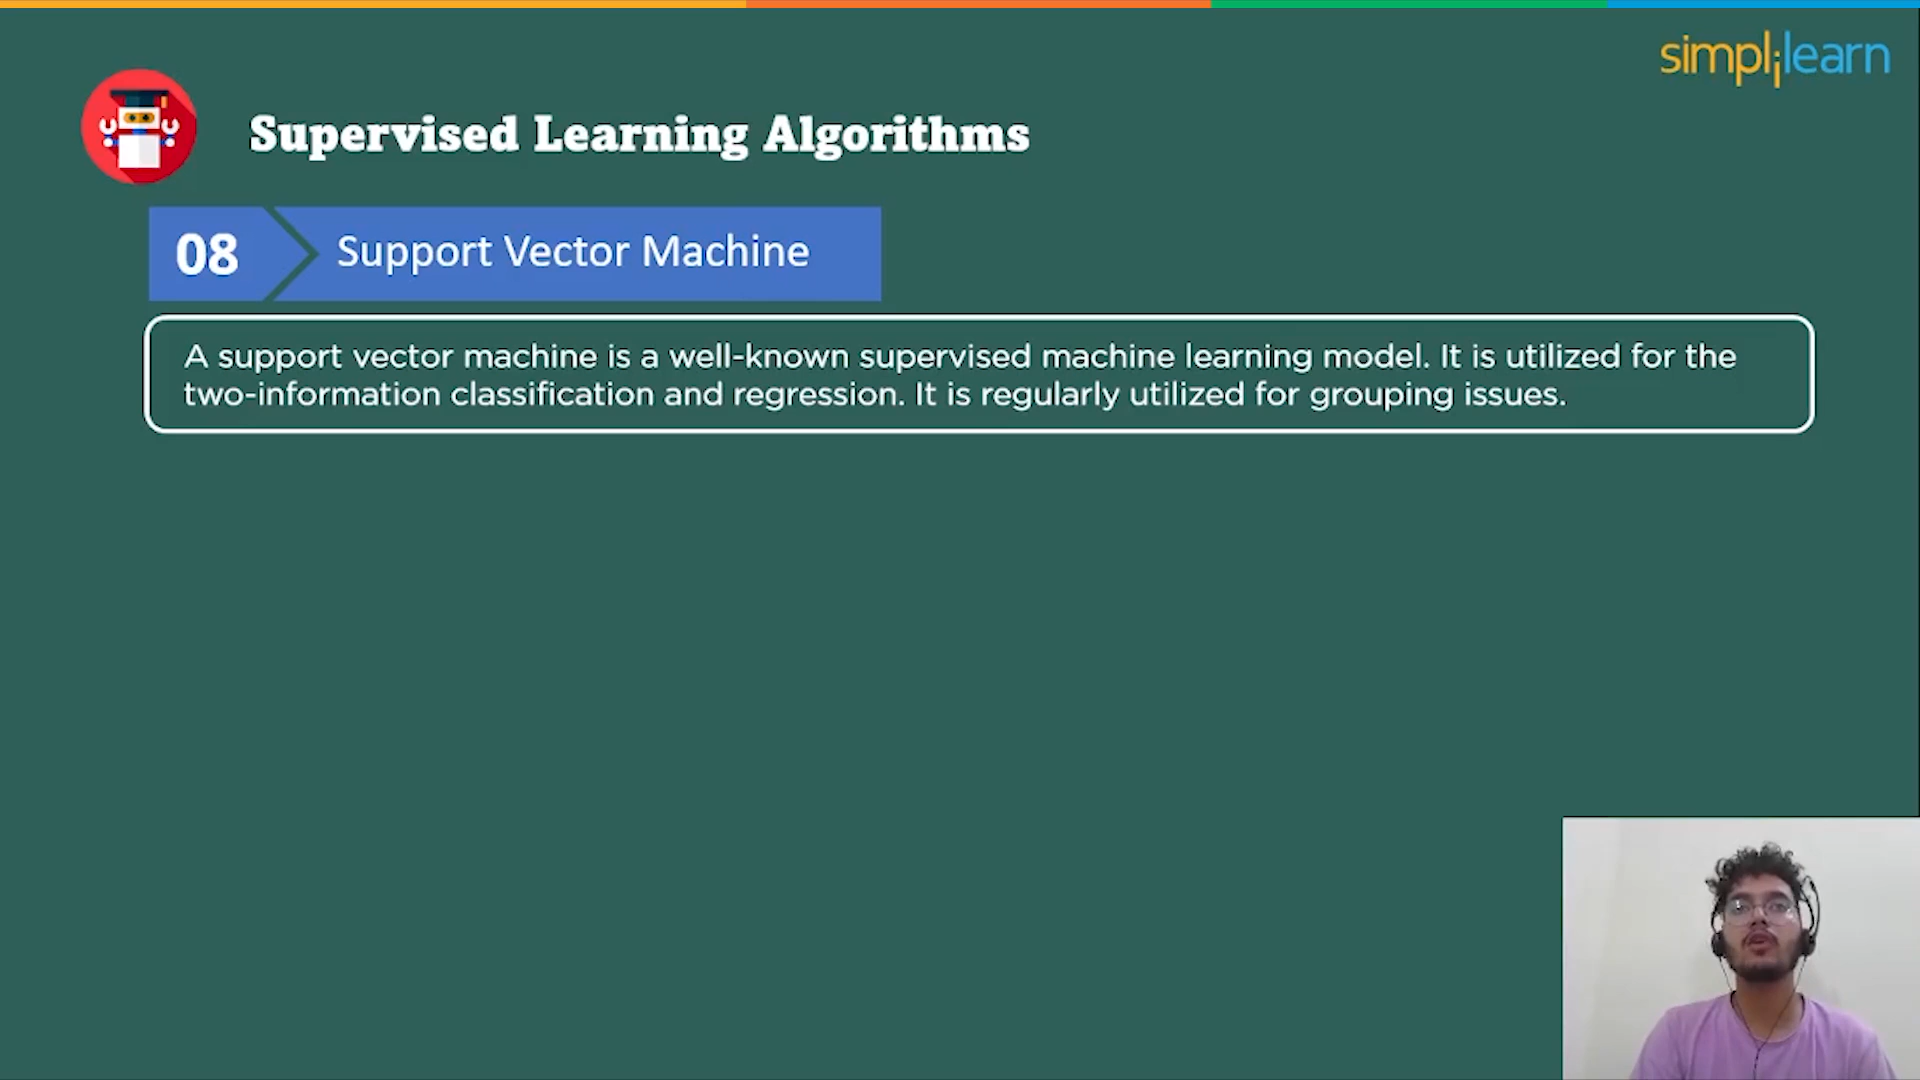 simplilearn
Supervised Learning Algorithms
08
Support Vector Machine
A support vector machine is a well-known supervised machine learning model. It is utilized for the
two-information classification and regression. It is regularly utilized for grouping issues.